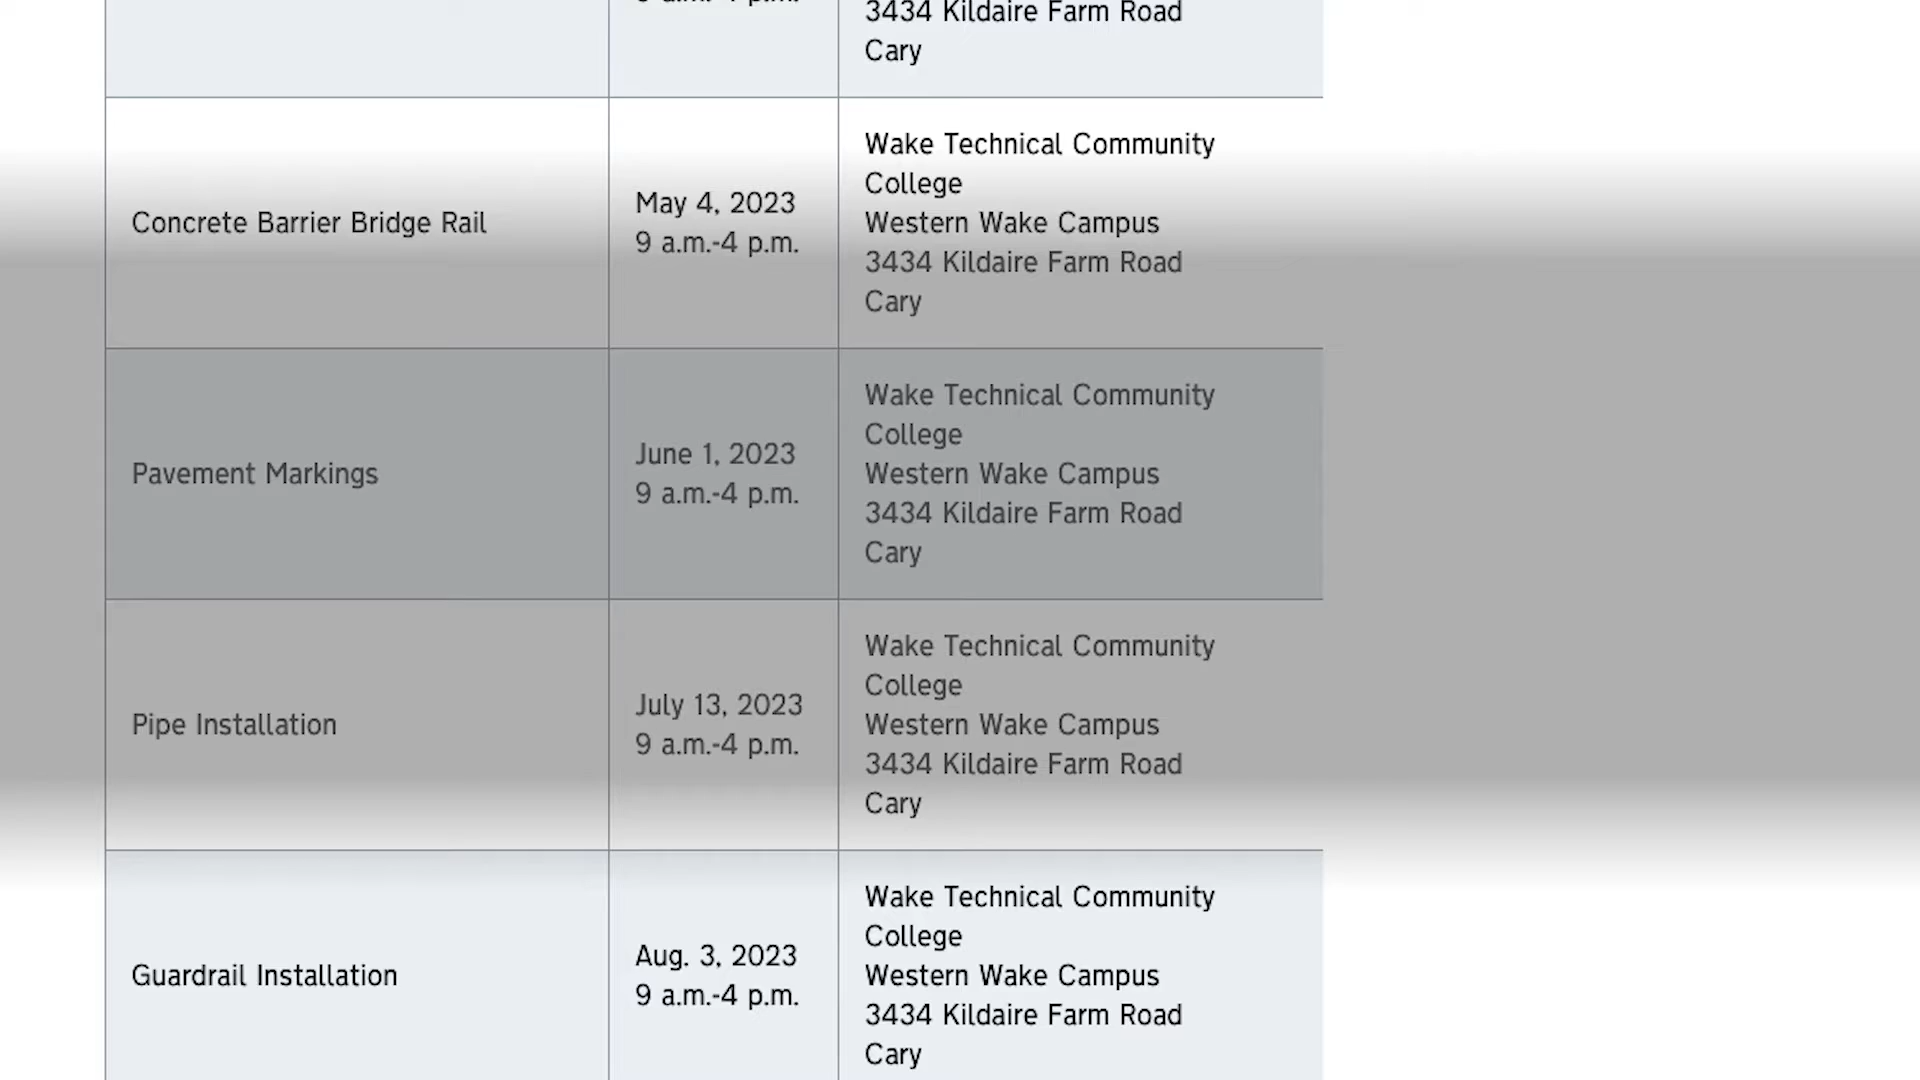 3434 Kildaire Farm Road
Cary
Concrete Barrier Bridge Rail
May 4, 2023
9 a.m.-4 p.m.
Wake Technical Community
College
Western Wake Campus
3434 Kildaire Farm Road
Cary
Pavement Markings
June 1, 2023
9 a.m.-4 p.m.
Wake Technical Community
College
Western Wake Campus
3434 Kildaire Farm Road
Cary
Pipe Installation
July 13, 2023
9 a.m.-4 p.m.
Wake Technical Community
College
Western Wake Campus
3434 Kildaire Farm Road
Cary
Guardrail Installation
Aug. 3, 2023
9 a.m.-4 p.m.
Wake Technical Community
College
Western Wake Campus
3434 Kildaire Farm Road
Cary